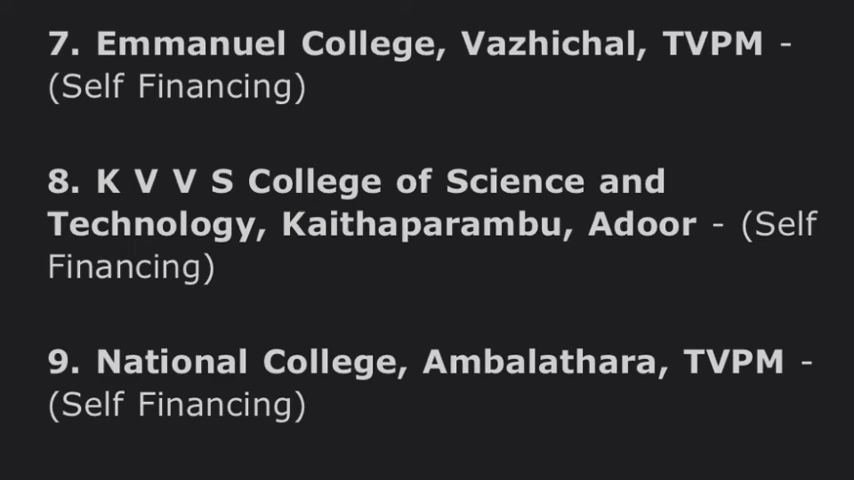 7. Emmanuel College, Vazhichal, TVPM -
(Self Financing)
8. K V V S College of Science and
Technology, Kaithaparambu, Adoor - (Self
Financing)
9. National College, Ambalathara, TVPM -
(Self Financing)